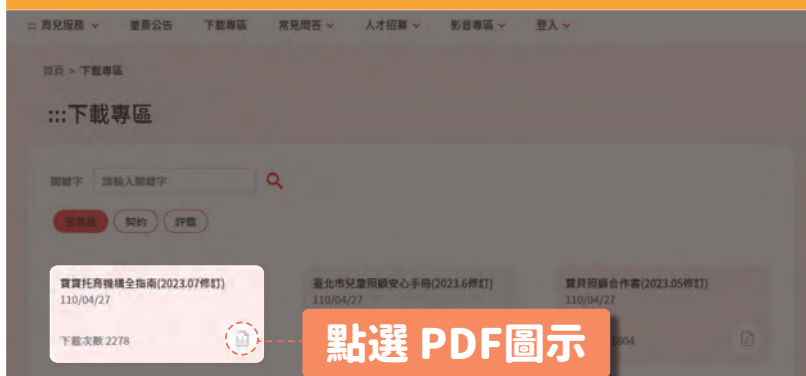 ::: 育兒服務 重要公告 下載專區 常見問答 人才招募 影音專區 登入
首頁 > 下載專區
:::下載專區
關鍵字 請輸入關鍵字
契約 評鑑
寶寶托育機構全指南(2023.07修訂)
110/04/27
下載次數 2278
臺北市兒童照顧安心手冊(2023.6修訂)
110/04/27
寶貝照顧合作書(2023.05修訂)
110/04/27
1804
點選 PDF圖示